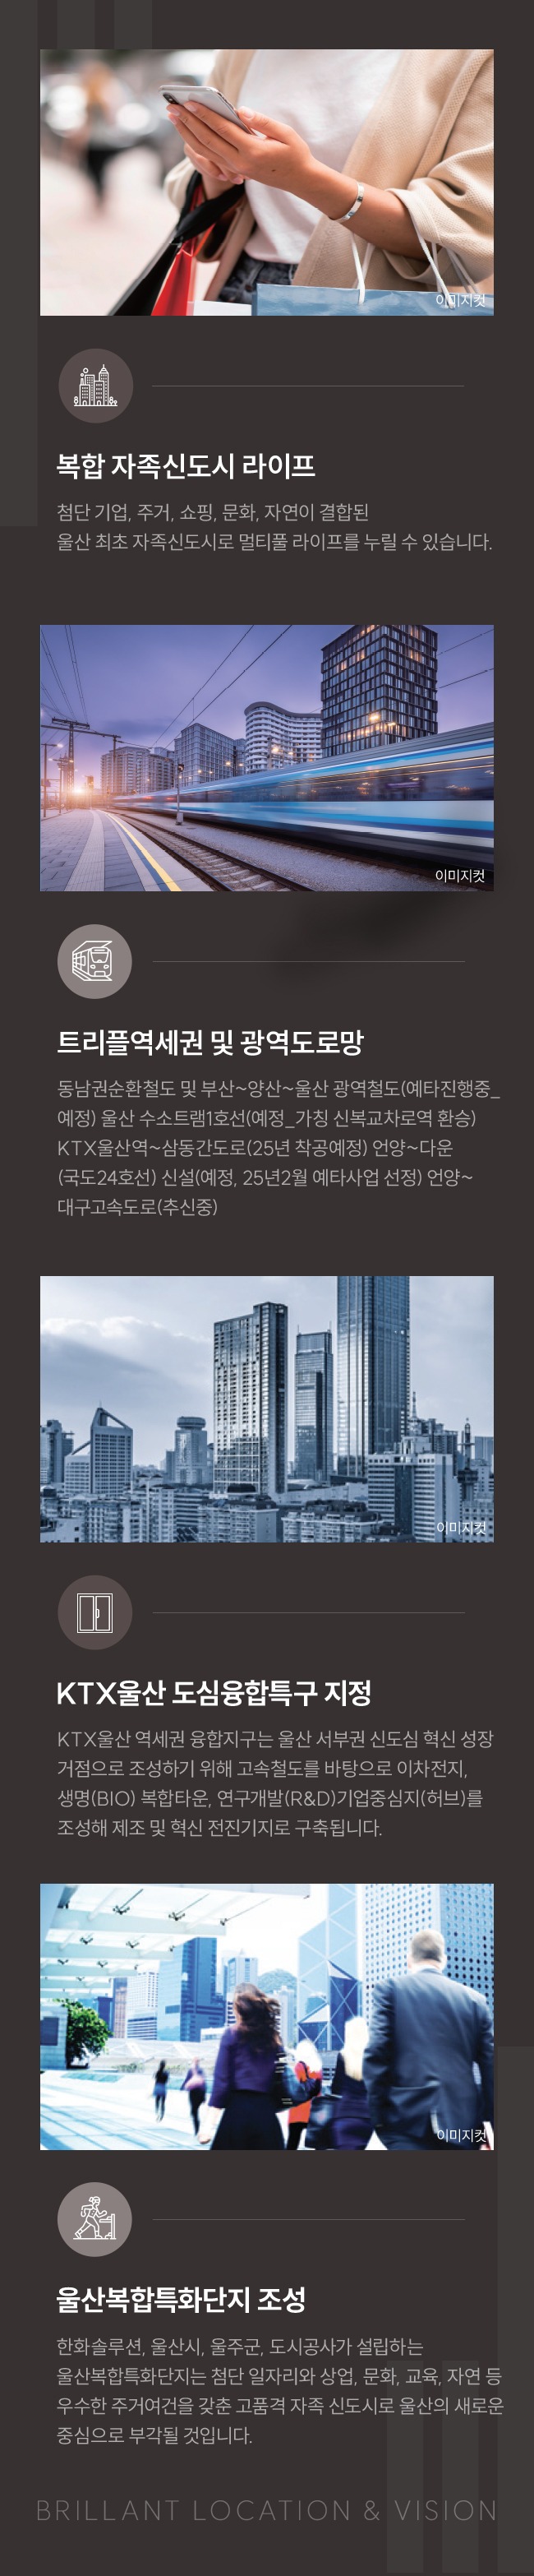 이미지컷
복합 자족신도시 라이프
첨단 기업, 주거, 쇼핑, 문화, 자연이 결합된
울산 최초 자족신도시로 멀티풀 라이프를 누릴 수 있습니다.
이미지컷
트리플역세권 및 광역도로망
동남권순환철도 및 부산~양산~울산 광역철도(예타진행중_
예정) 울산 수소트램1호선(예정_가칭 신복교차로역 환승)
KTX울산역~삼동간도로(25년 착공예정) 언양~다운
(국도24호선) 신설(예정, 25년2월 예타사업 선정) 언양~
대구고속도로(추신중)
이미지컷
KTX울산 도심융합특구 지정
KTX울산 역세권 융합지구는 울산 서부권 신도심 혁신 성장
거점으로 조성하기 위해 고속철도를 바탕으로 이차전지,
생명(BIO) 복합타운, 연구개발(R&D)기업중심지(허브)를
조성해 제조 및 혁신 전진기지로 구축됩니다.
이미지컷
울산복합특화단지 조성
한화솔루션, 울산시, 울주군, 도시공사가 설립하는
울산복합특화단지는 첨단 일자리와 상업, 문화, 교육, 자연 등
우수한 주거여건을 갖춘 고품격 자족 신도시로 울산의 새로운
중심으로 부각될 것입니다.
BRILLANT LOCATION & VISION